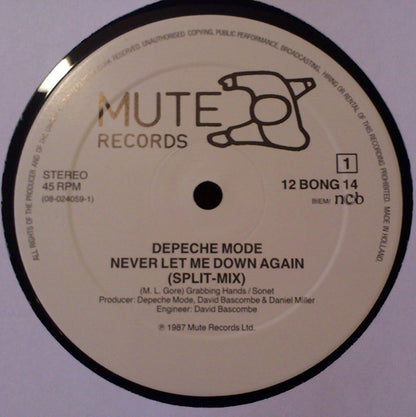 ALL RIGHTS OF THE PRODUCER AND OF THE OWNER OF THE WORK RESERVED. UNAUTHORISED COPYING, PUBLIC PERFORMANCE, BROADCASTING, HIRING OR RENTAL OF THIS RECORDING PROHIBITED. MADE IN HOLLAND.
MUTE
RECORDS
STEREO
45 RPM
(08-024059-1)
1
12 BONG 14
BIEM/ ncb
DEPECHE MODE
NEVER LET ME DOWN AGAIN
(SPLIT-MIX)
(M. L. Gore) Grabbing Hands / Sonet
Producer: Depeche Mode, David Bascombe & Daniel Miller
Engineer: David Bascombe
℗ 1987 Mute Records Ltd.